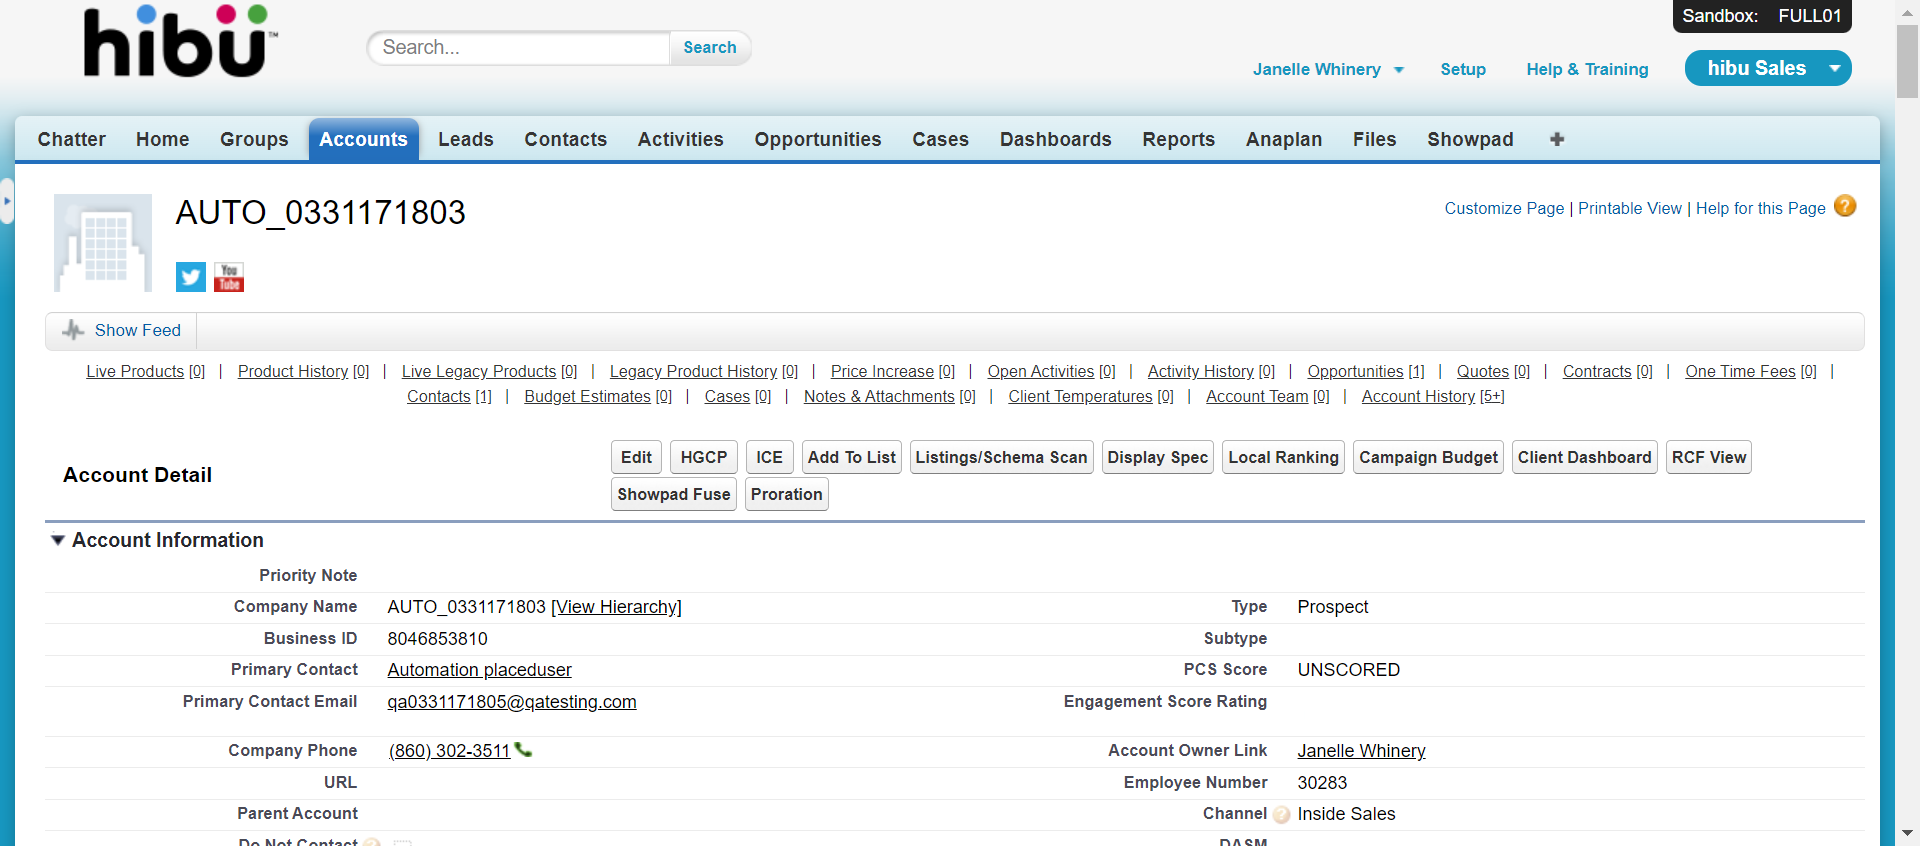 Sandbox: FULL01
hibü™
Search...
Search
Janelle Whinery
Setup
Help & Training
hibu Sales
Chatter Home Groups Accounts Leads Contacts Activities Opportunities Cases Dashboards Reports Anaplan Files Showpad
AUTO_0331171803
Customize Page | Printable View | Help for this Page
You
Tube
Show Feed
Live Products [0] | Product History [0] | Live Legacy Products [0] | Legacy Product History [0] | Price Increase [0] | Open Activities [0] | Activity History [0] | Opportunities [1] | Quotes [0] | Contracts [0] | One Time Fees [0] |
Contacts [1] | Budget Estimates [0] | Cases [0] | Notes & Attachments [0] | Client Temperatures [0] | Account Team [0] | Account History [5+]
Account Detail
Edit HGCP ICE Add To List Listings/Schema Scan Display Spec Local Ranking Campaign Budget Client Dashboard RCF View
Showpad Fuse Proration
Account Information
Priority Note
Company Name AUTO_0331171803 [View Hierarchy] Type Prospect
Business ID 8046853810 Subtype
Primary Contact Automation placeduser PCS Score UNSCORED
Primary Contact Email qa0331171805@qatesting.com Engagement Score Rating
Company Phone (860) 302-3511 Account Owner Link Janelle Whinery
URL Employee Number 30283
Parent Account Channel Inside Sales
Do Not Contact DASM